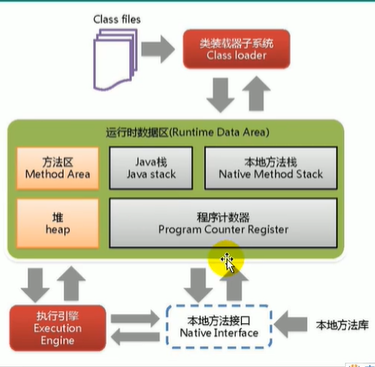 Class files
类装载器子系统
Class loader
运行时数据区(Runtime Data Area)
方法区
Method Area
Java栈
Java stack
本地方法栈
Native Method Stack
堆
heap
程序计数器
Program Counter Register
执行引擎
Execution
Engine
本地方法接口
Native Interface
本地方法库